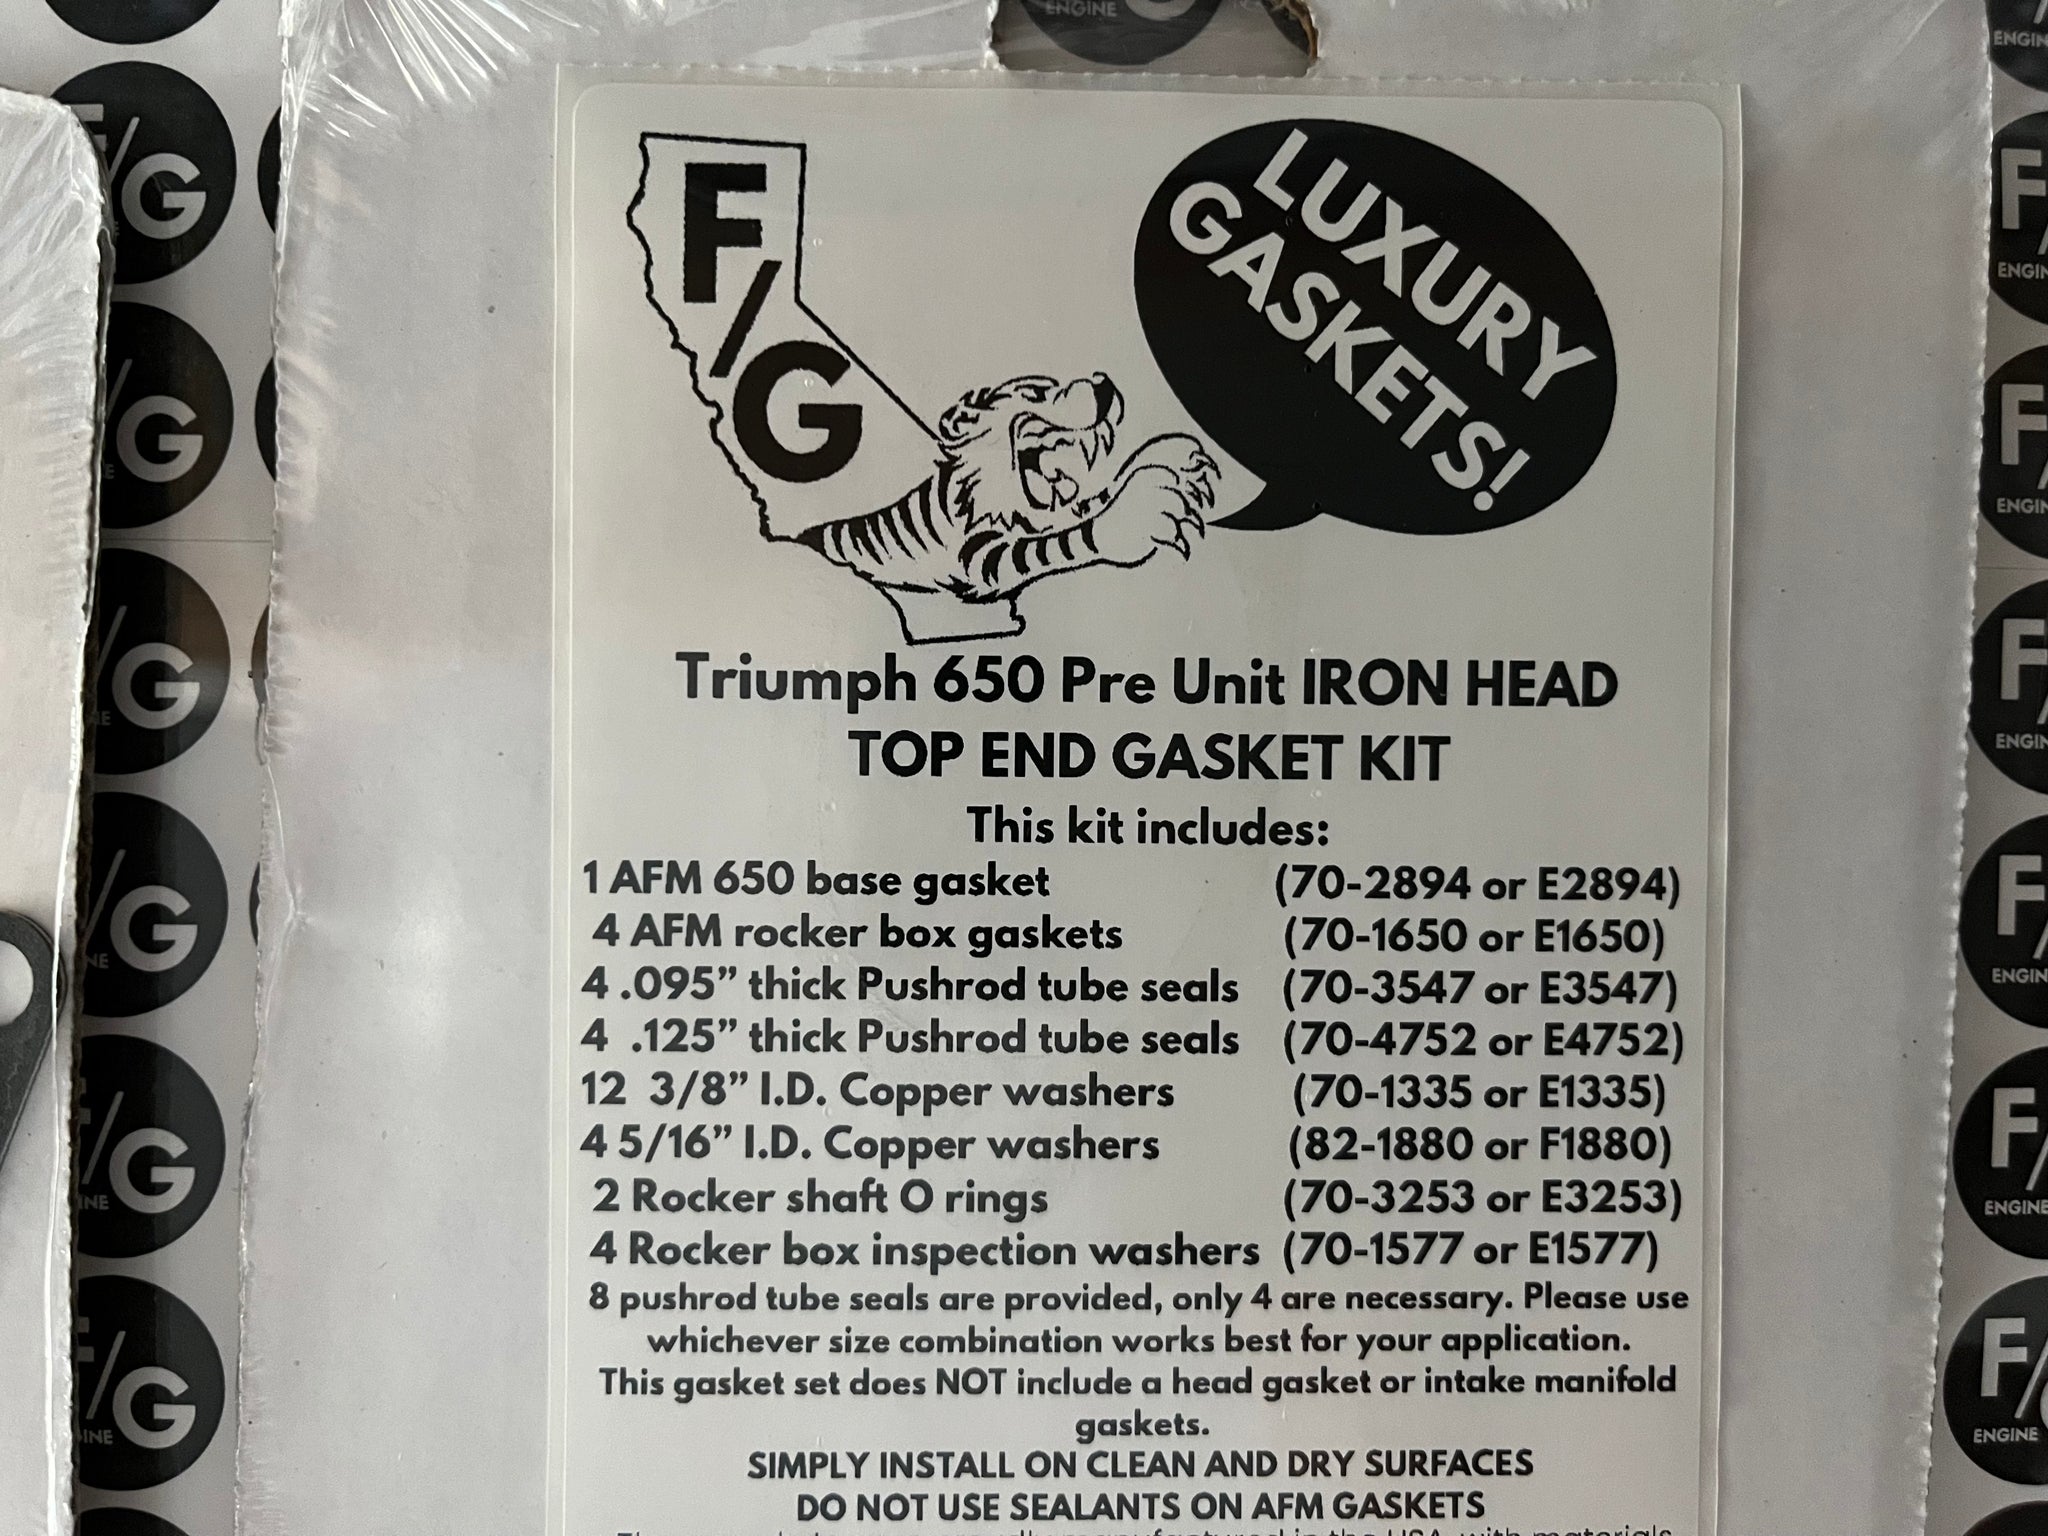 F/G
LUXURY
GASKETS!
Triumph 650 Pre Unit IRON HEAD
TOP END GASKET KIT
This kit includes:
1 AFM 650 base gasket (70-2894 or E2894)
4 AFM rocker box gaskets (70-1650 or E1650)
4 .095” thick Pushrod tube seals (70-3547 or E3547)
4 .125” thick Pushrod tube seals (70-4752 or E4752)
12 3/8” I.D. Copper washers (70-1335 or E1335)
4 5/16” I.D. Copper washers (82-1880 or F1880)
2 Rocker shaft O rings (70-3253 or E3253)
4 Rocker box inspection washers (70-1577 or E1577)
8 pushrod tube seals are provided, only 4 are necessary. Please use
whichever size combination works best for your application.
This gasket set does NOT include a head gasket or intake manifold
gaskets.
SIMPLY INSTALL ON CLEAN AND DRY SURFACES
DO NOT USE SEALANTS ON AFM GASKETS
manufactured in the USA, with materials